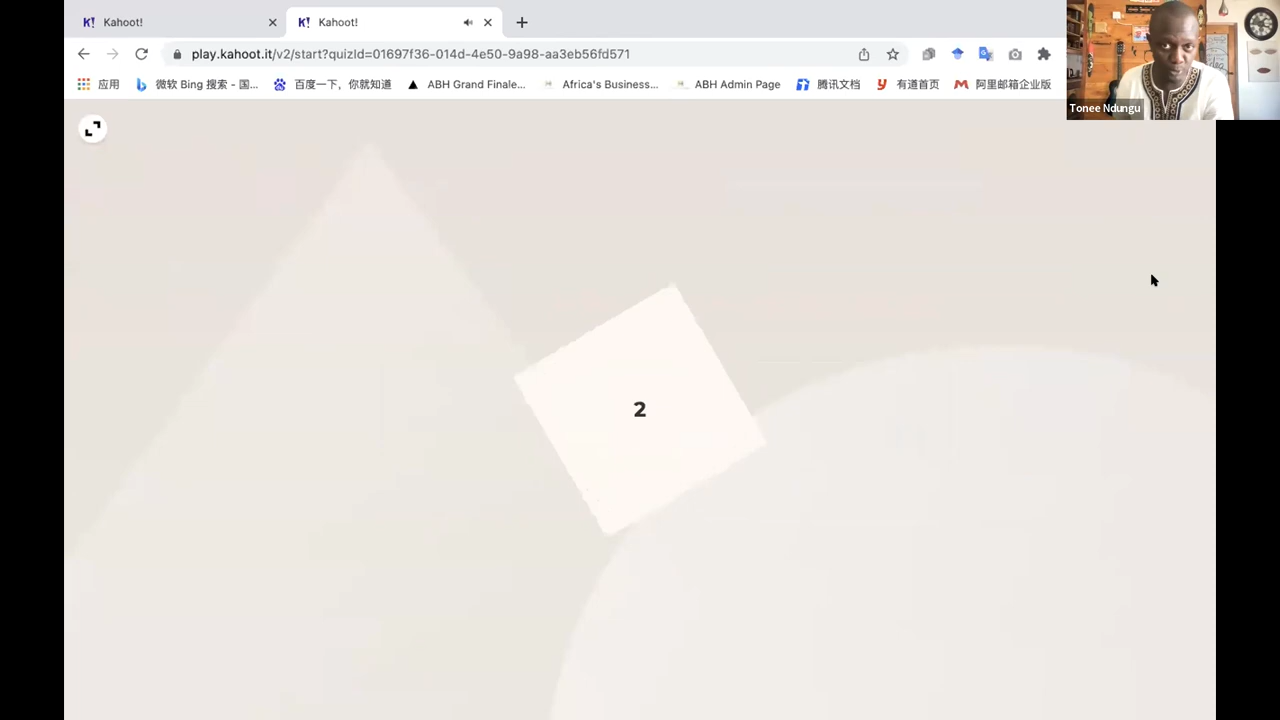 K! Kahoot!
K! Kahoot!
play.kahoot.it/v2/start?quizId=01697f36-014d-4e50-9a98-aa3eb56fd571
应用
微软 Bing 搜索 - 国...
百度一下，你就知道
ABH Grand Finale...
Africa's Business...
ABH Admin Page
腾讯文档
有道首页
阿里邮箱企业版
Tonee Ndungu
2